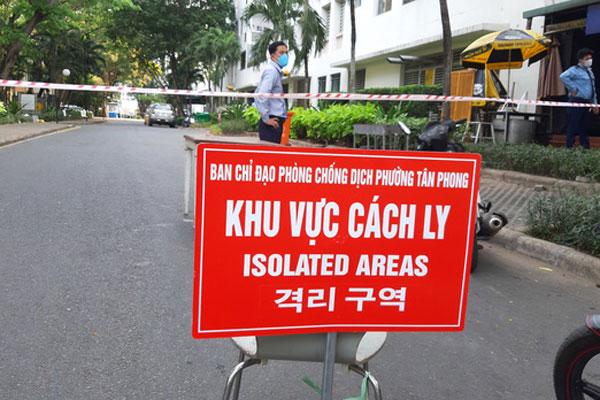 BAN CHỈ ĐẠO PHÒNG CHỐNG DỊCH PHƯỜNG TÂN PHONG
KHU VỰC CÁCH LY
ISOLATED AREAS
격리 구역